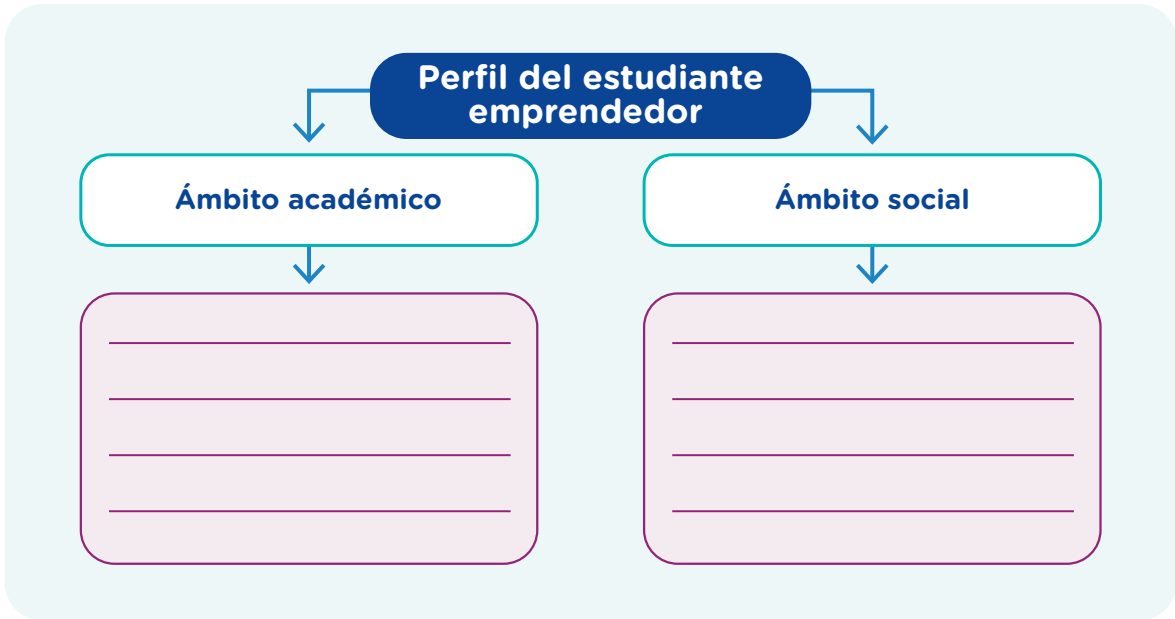 Perfil del estudiante
emprendedor
Ámbito académico
Ámbito social